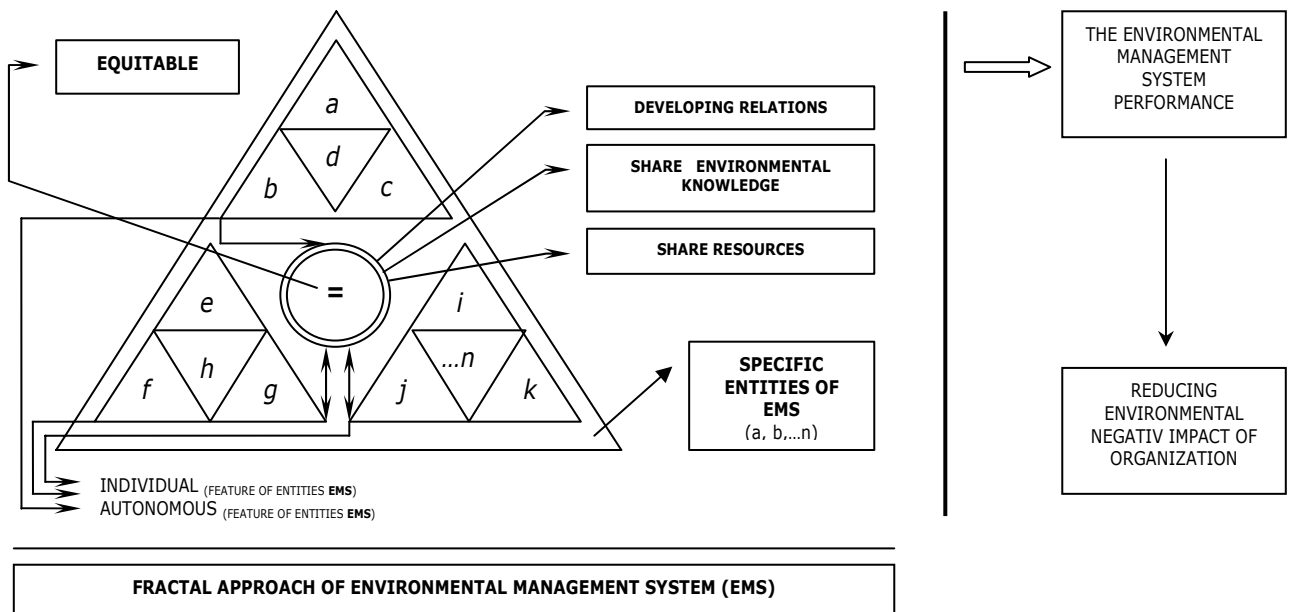 EQUITABLE
a
d
b
c
=
e
h
f
g
i
...n
j
k
DEVELOPING RELATIONS
SHARE ENVIRONMENTAL
KNOWLEDGE
SHARE RESOURCES
SPECIFIC
ENTITIES OF
EMS
(a, b,...n)
INDIVIDUAL (FEATURE OF ENTITIES EMS)
AUTONOMOUS (FEATURE OF ENTITIES EMS)
THE ENVIRONMENTAL
MANAGEMENT
SYSTEM
PERFORMANCE
REDUCING
ENVIRONMENTAL
NEGATIV IMPACT OF
ORGANIZATION
FRACTAL APPROACH OF ENVIRONMENTAL MANAGEMENT SYSTEM (EMS)